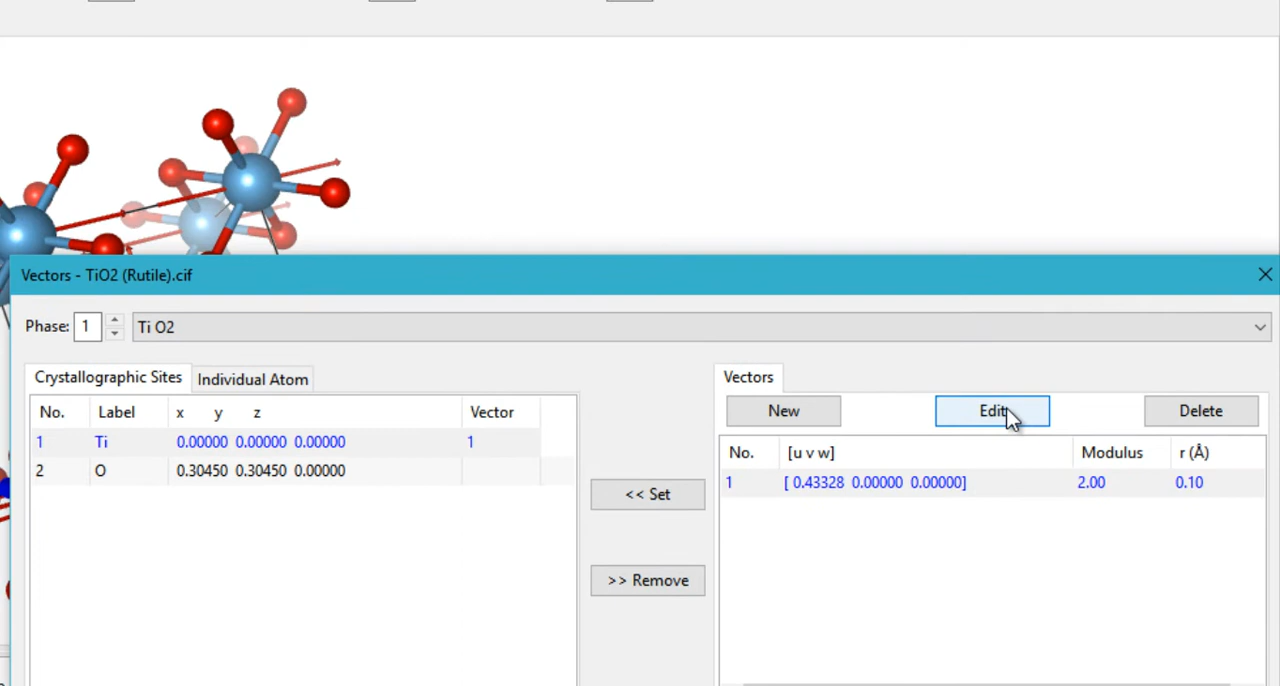 Vectors - TiO2 (Rutile).cif
Phase: 1 Ti O2
Crystallographic Sites Individual Atom
No. Label x y z Vector
1 Ti 0.00000 0.00000 0.00000 1
2 O 0.30450 0.30450 0.00000
<< Set
>> Remove
Vectors
New Edit Delete
No. [u v w] Modulus r (Å)
1 [ 0.43328 0.00000 0.00000] 2.00 0.10